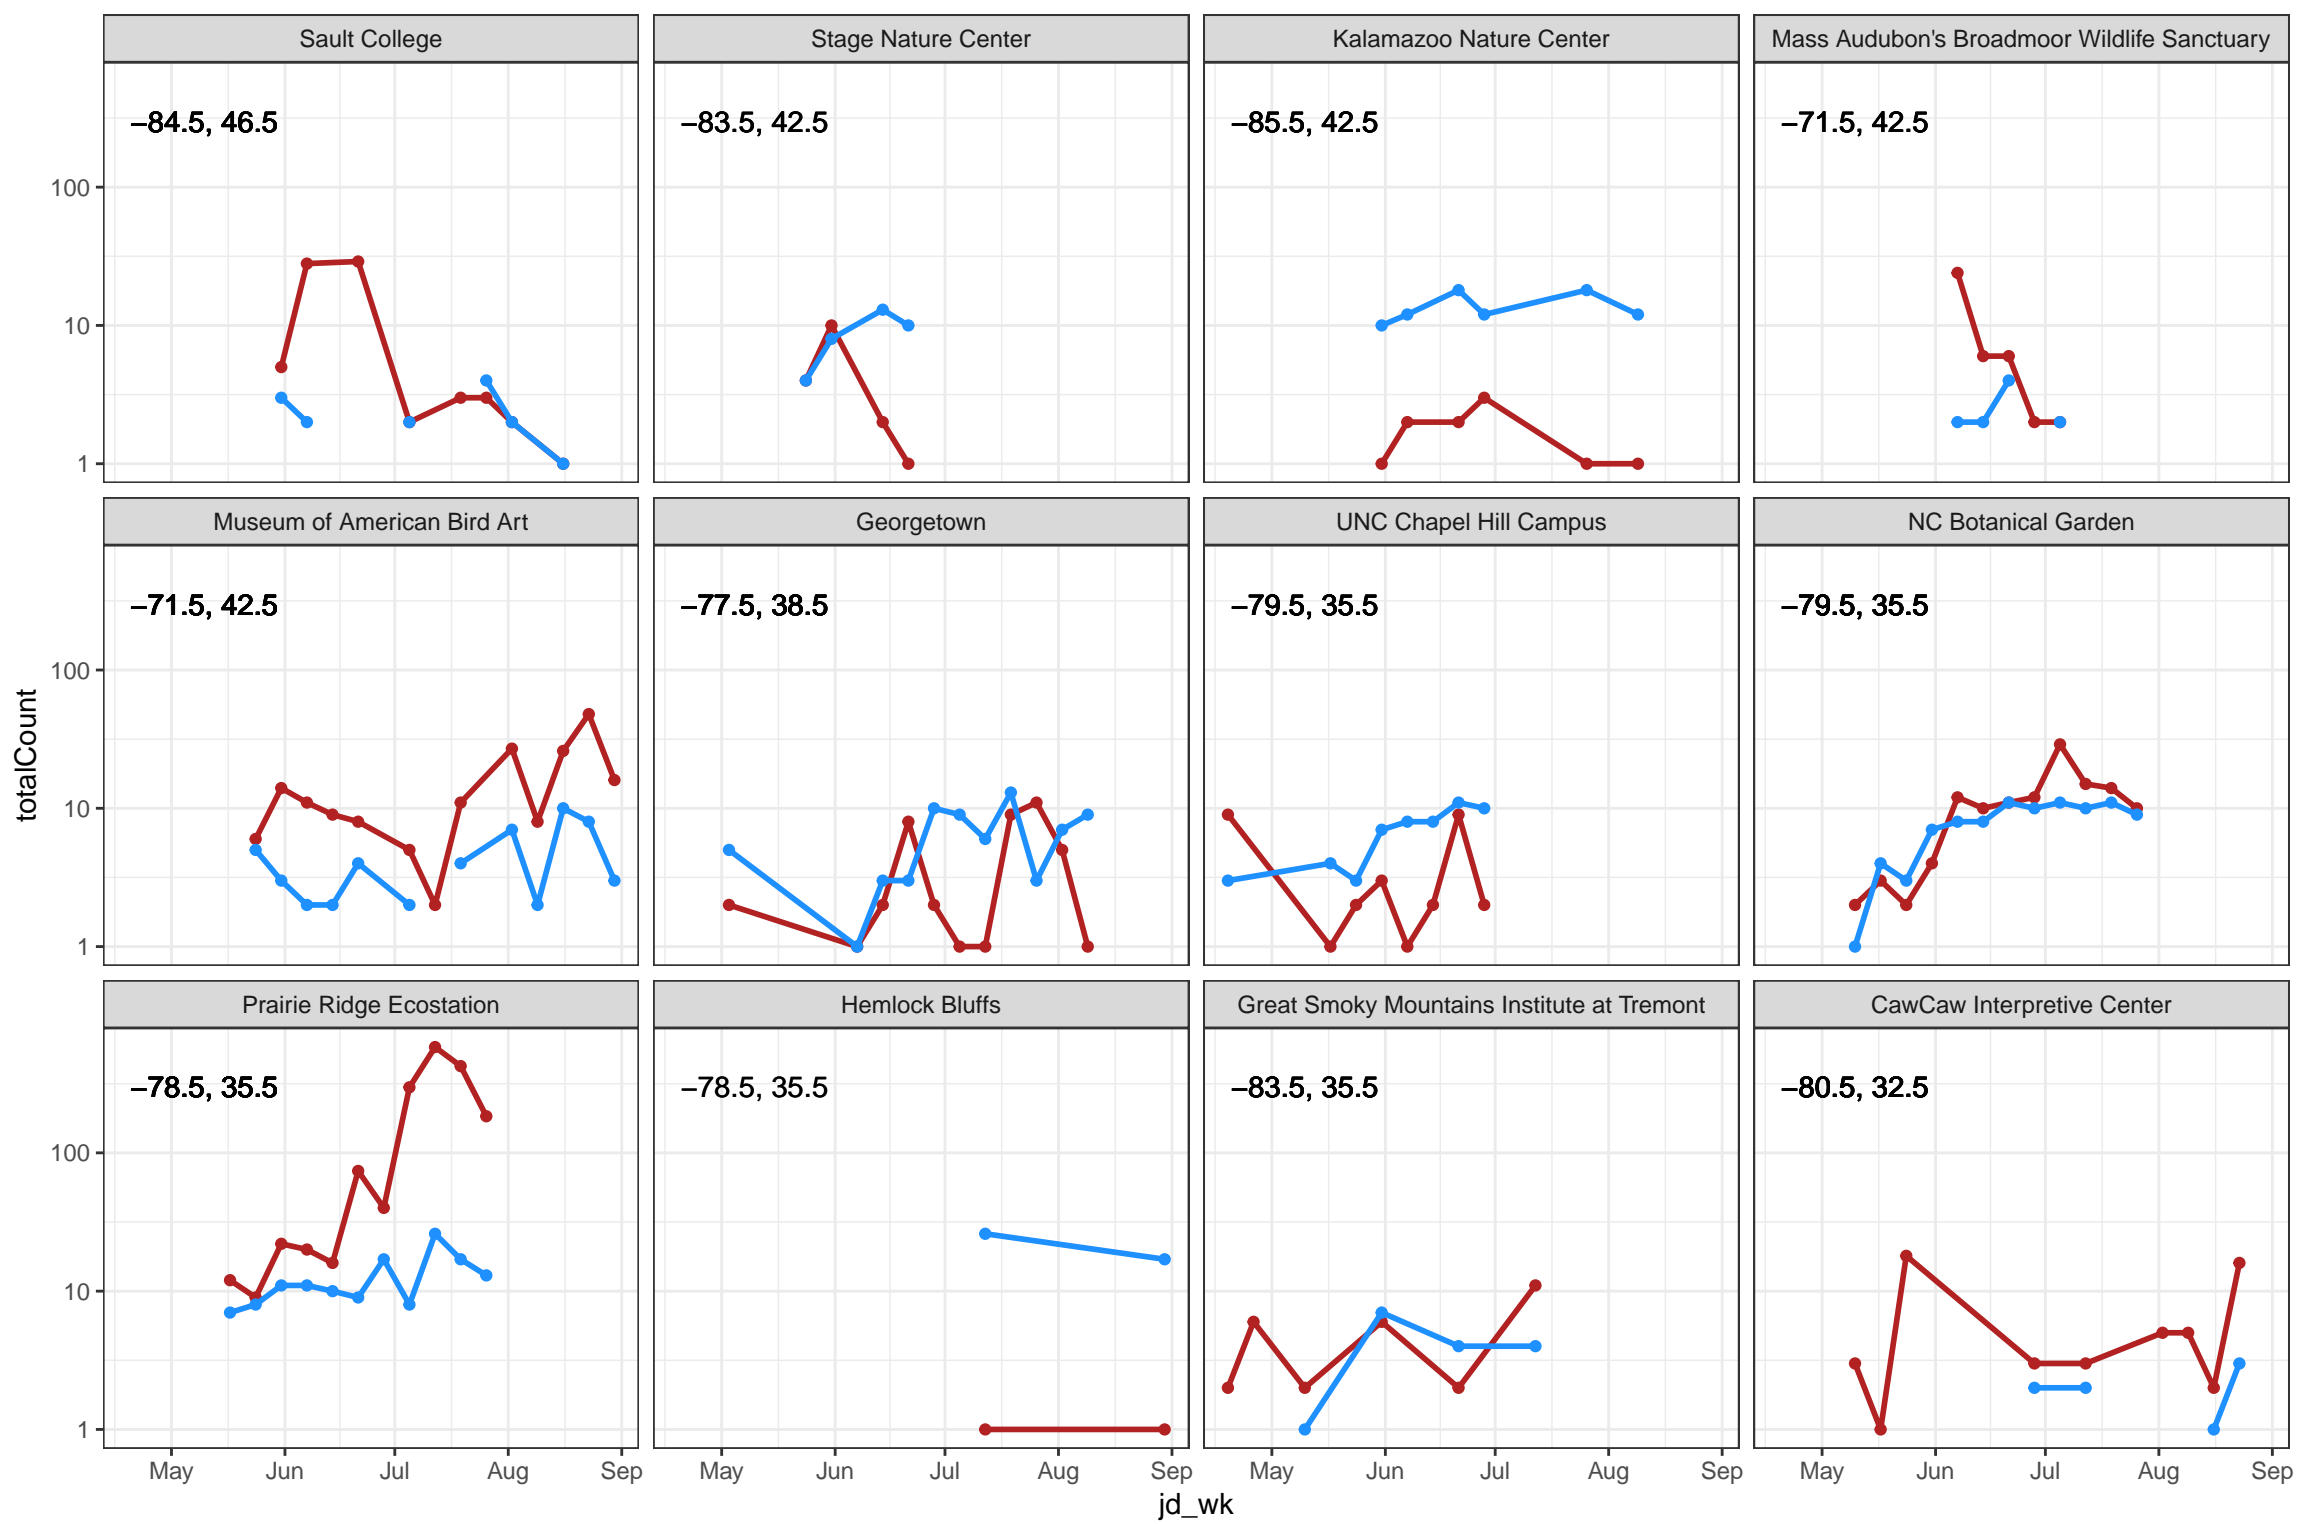 Sault College
Stage Nature Center
Kalamazoo Nature Center
Mass Audubon's Broadmoor Wildlife Sanctuary
−84.5, 46.5
−83.5, 42.5
−85.5, 42.5
−71.5, 42.5
100
10
1
Museum of American Bird Art
Georgetown
UNC Chapel Hill Campus
NC Botanical Garden
−71.5, 42.5
−77.5, 38.5
−79.5, 35.5
−79.5, 35.5
100
10
1
totalCount
Prairie Ridge Ecostation
Hemlock Bluffs
Great Smoky Mountains Institute at Tremont
CawCaw Interpretive Center
−78.5, 35.5
−78.5, 35.5
−83.5, 35.5
−80.5, 32.5
100
10
1
May Jun Jul Aug Sep
May Jun Jul Aug Sep
May Jun Jul Aug Sep
May Jun Jul Aug Sep
jd_wk